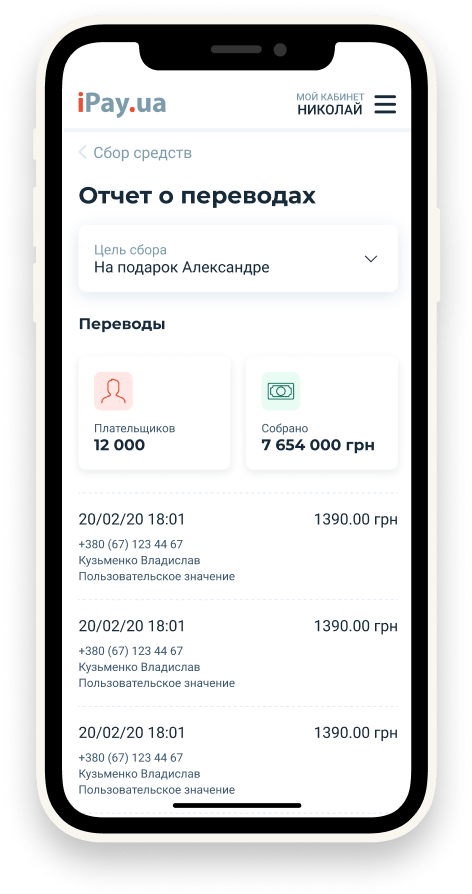 iPay.ua
МОЙ КАБИНЕТ
НИКОЛАЙ
Сбор средств
Отчет о переводах
Цель сбора
На подарок Александре
Переводы
Плательщиков
12 000
Собрано
7 654 000 грн
20/02/20 18:01 1390.00 грн
+380 (67) 123 44 67
Кузьменко Владислав
Пользовательское значение
20/02/20 18:01 1390.00 грн
+380 (67) 123 44 67
Кузьменко Владислав
Пользовательское значение
20/02/20 18:01 1390.00 грн
+380 (67) 123 44 67
Кузьменко Владислав
Пользовательское значение